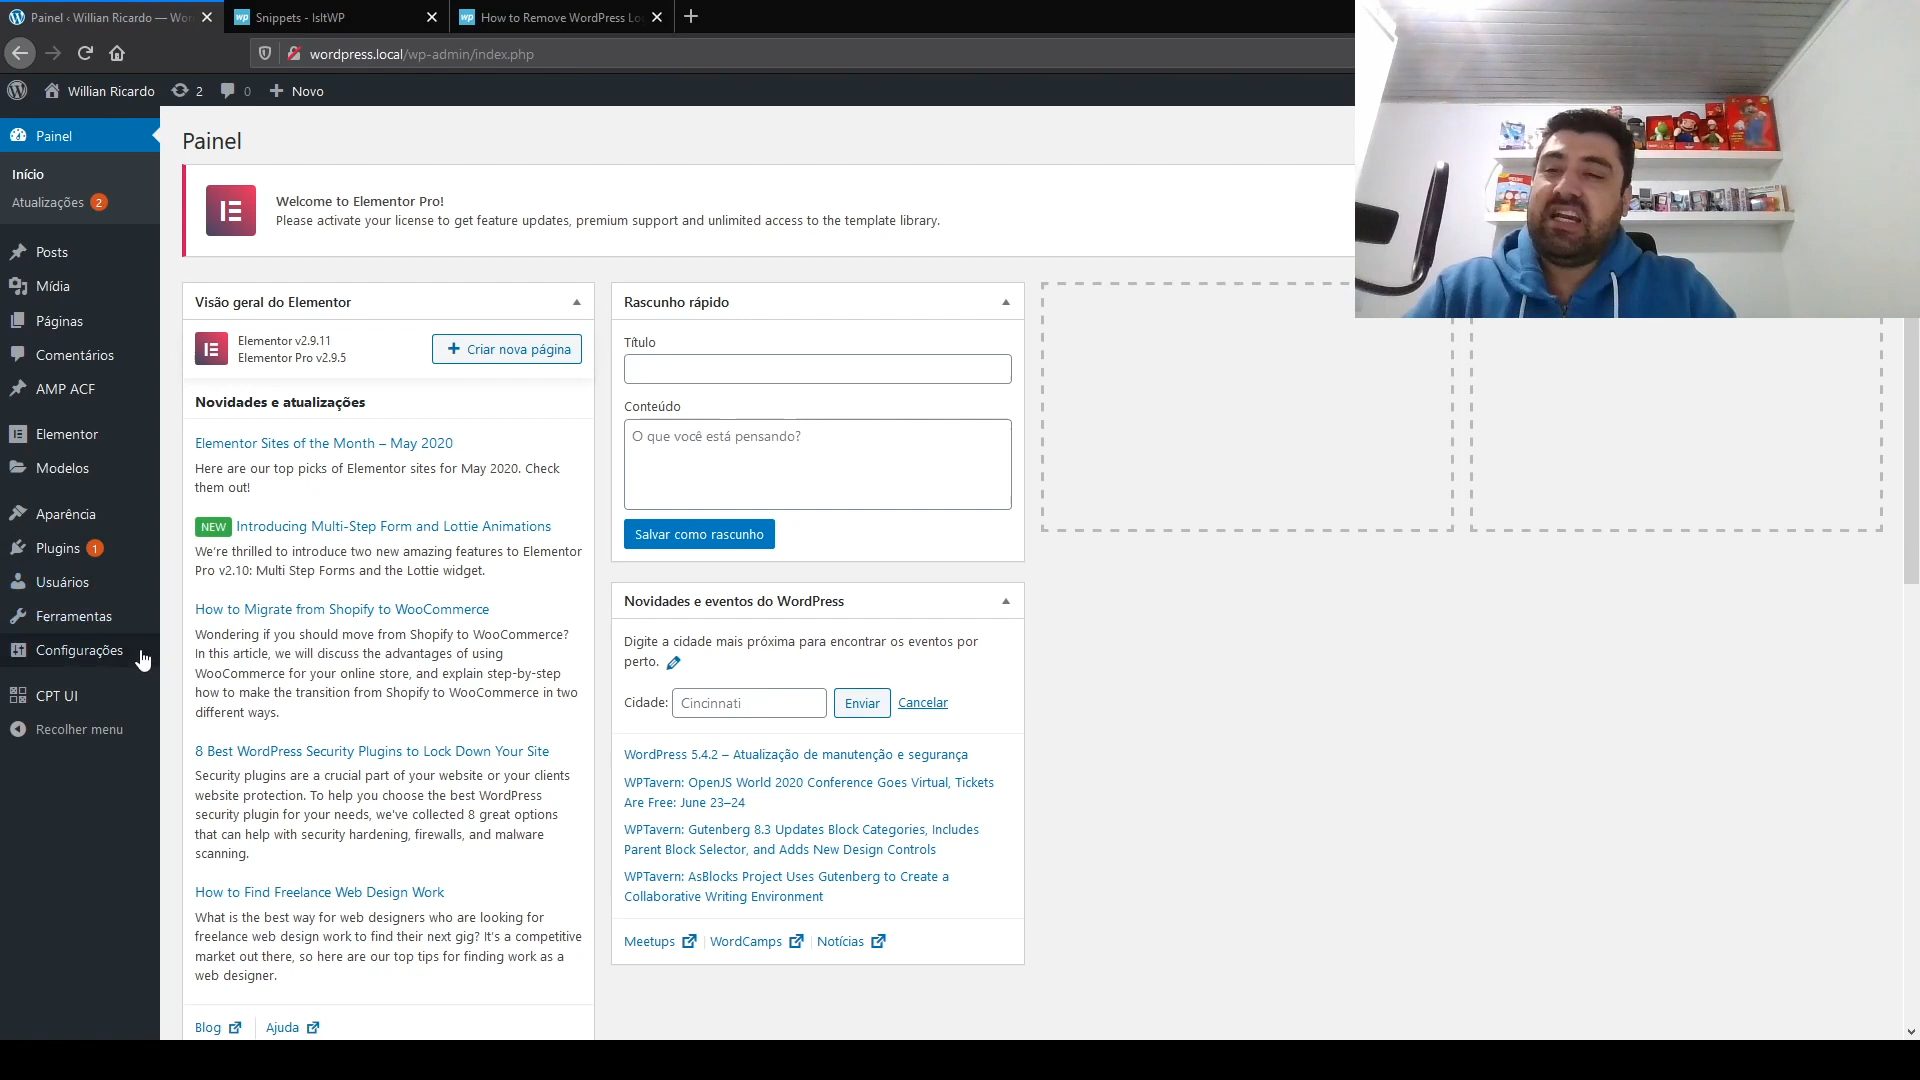 Painel ‹ Willian Ricardo — Wor
Snippets - IsItWP
How to Remove WordPress Lo
wordpress.local/wp-admin/index.php
Willian Ricardo
2
0
Novo
Painel
Início
Atualizações 2
Posts
Mídia
Páginas
Comentários
AMP ACF
Elementor
Modelos
Aparência
Plugins 1
Usuários
Ferramentas
Configurações
CPT UI
Recolher menu
Painel
Welcome to Elementor Pro!
Please activate your license to get feature updates, premium support and unlimited access to the template library.
Visão geral do Elementor
Elementor v2.9.11
Elementor Pro v2.9.5
Criar nova página
Novidades e atualizações
Elementor Sites of the Month – May 2020
Here are our top picks of Elementor sites for May 2020. Check
them out!
NEW Introducing Multi-Step Form and Lottie Animations
We're thrilled to introduce two new amazing features to Elementor
Pro v2.10: Multi Step Forms and the Lottie widget.
How to Migrate from Shopify to WooCommerce
Wondering if you should move from Shopify to WooCommerce?
In this article, we will discuss the advantages of using
WooCommerce for your online store, and explain step-by-step
how to make the transition from Shopify to WooCommerce in two
different ways.
8 Best WordPress Security Plugins to Lock Down Your Site
Security plugins are a crucial part of your website or your clients
website protection. To help you choose the best WordPress
security plugin for your needs, we've collected 8 great options
that can help with security hardening, firewalls, and malware
scanning.
How to Find Freelance Web Design Work
What is the best way for web designers who are looking for
freelance web design work to find their next gig? It's a competitive
market out there, so here are our top tips for finding work as a
web designer.
Blog
Ajuda
Rascunho rápido
Título
Conteúdo
O que você está pensando?
Salvar como rascunho
Novidades e eventos do WordPress
Digite a cidade mais próxima para encontrar os eventos por
perto.
Cidade: Cincinnati Enviar Cancelar
WordPress 5.4.2 – Atualização de manutenção e segurança
WPTavern: OpenJS World 2020 Conference Goes Virtual, Tickets
Are Free: June 23–24
WPTavern: Gutenberg 8.3 Updates Block Categories, Includes
Parent Block Selector, and Adds New Design Controls
WPTavern: AsBlocks Project Uses Gutenberg to Create a
Collaborative Writing Environment
Meetups
WordCamps
Notícias